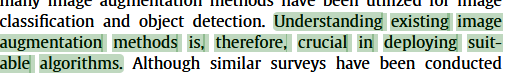 many image augmentation methods have been utilized for image
classification and object detection. Understanding existing image
augmentation methods is, therefore, crucial in deploying suit-
able algorithms. Although similar surveys have been conducted